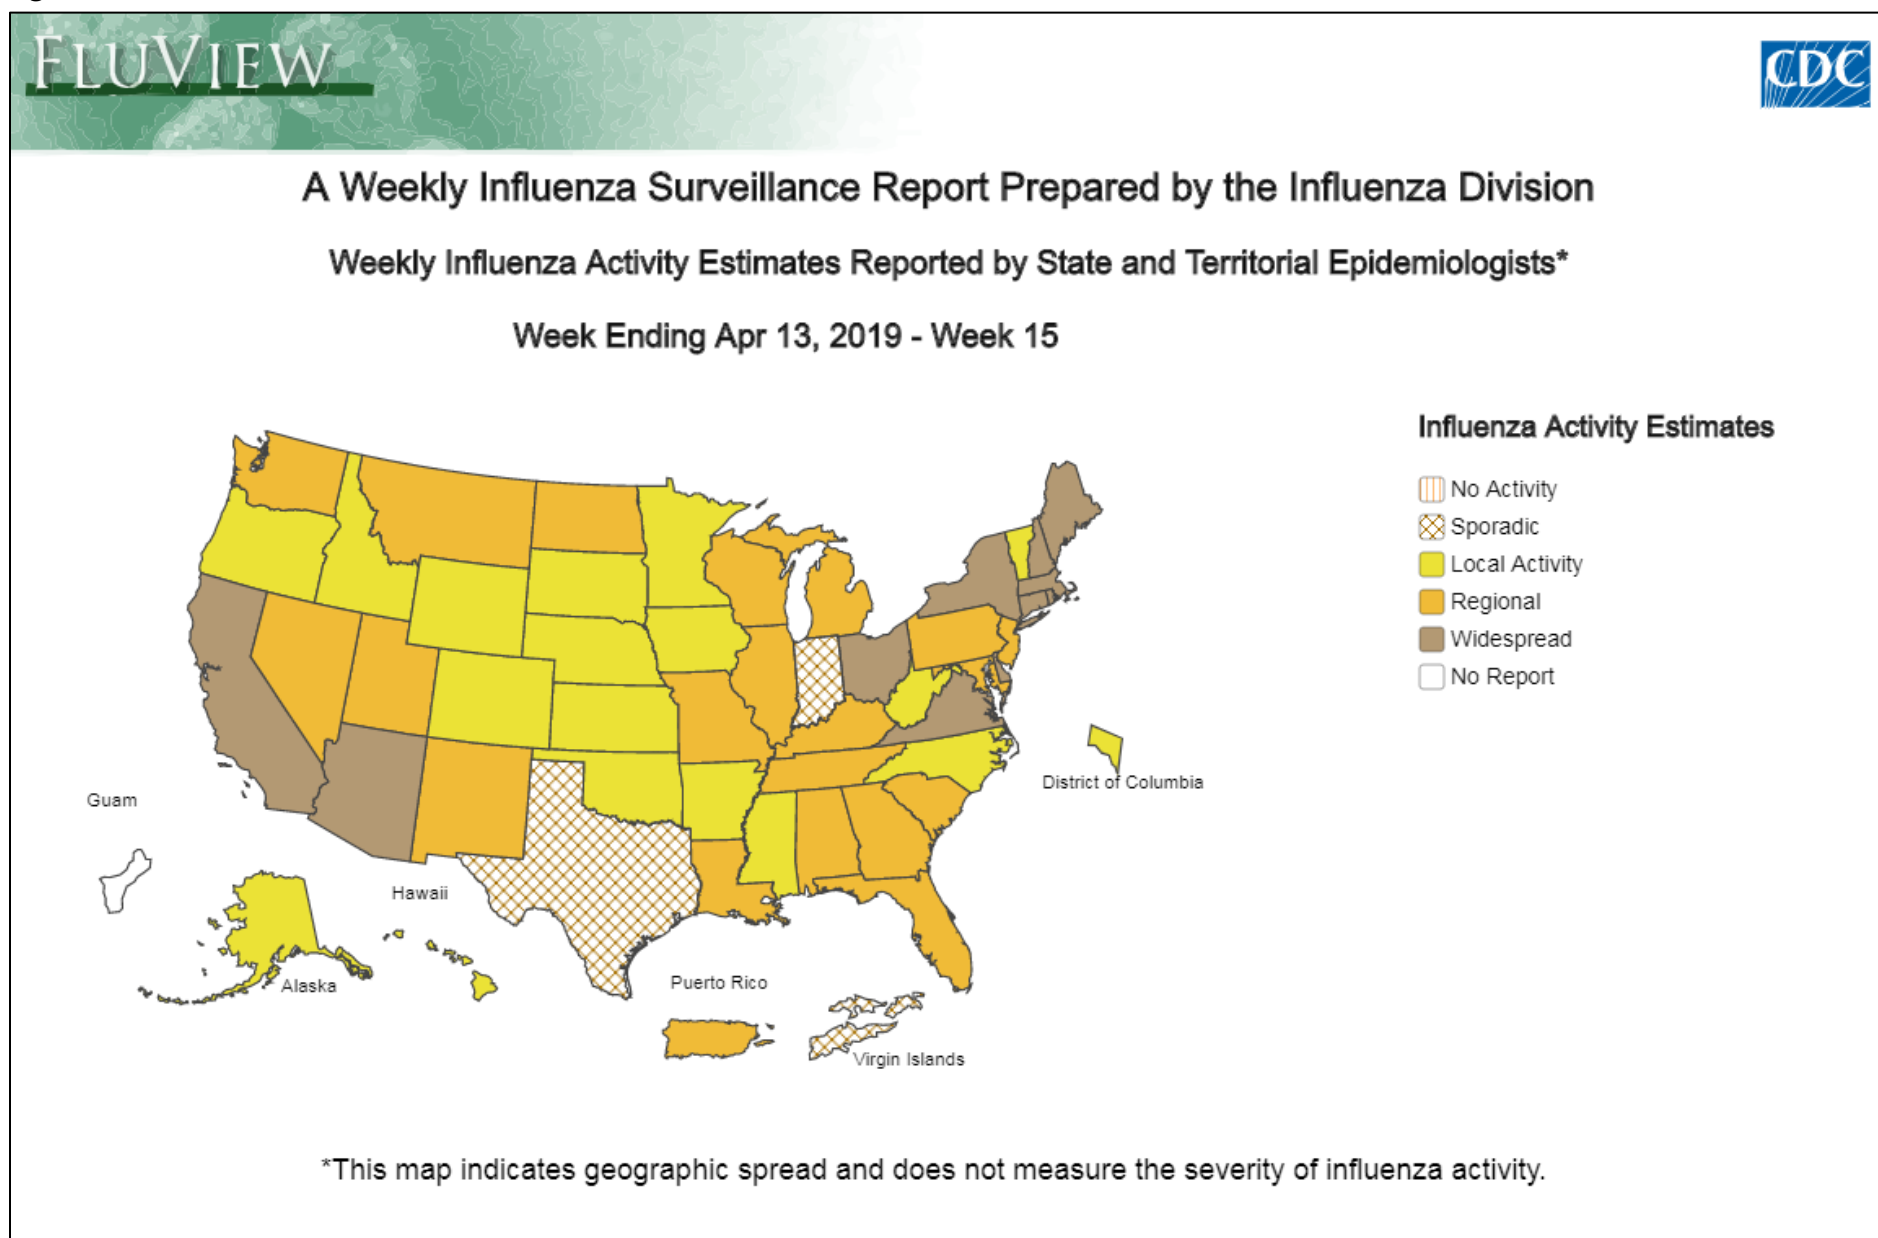 FLUVIEW
CDC
A Weekly Influenza Surveillance Report Prepared by the Influenza Division
Weekly Influenza Activity Estimates Reported by State and Territorial Epidemiologists*
Week Ending Apr 13, 2019 - Week 15
Influenza Activity Estimates
No Activity
Sporadic
Local Activity
Regional
Widespread
No Report
District of Columbia
Guam
Hawaii
Alaska
Puerto Rico
Virgin Islands
*This map indicates geographic spread and does not measure the severity of influenza activity.